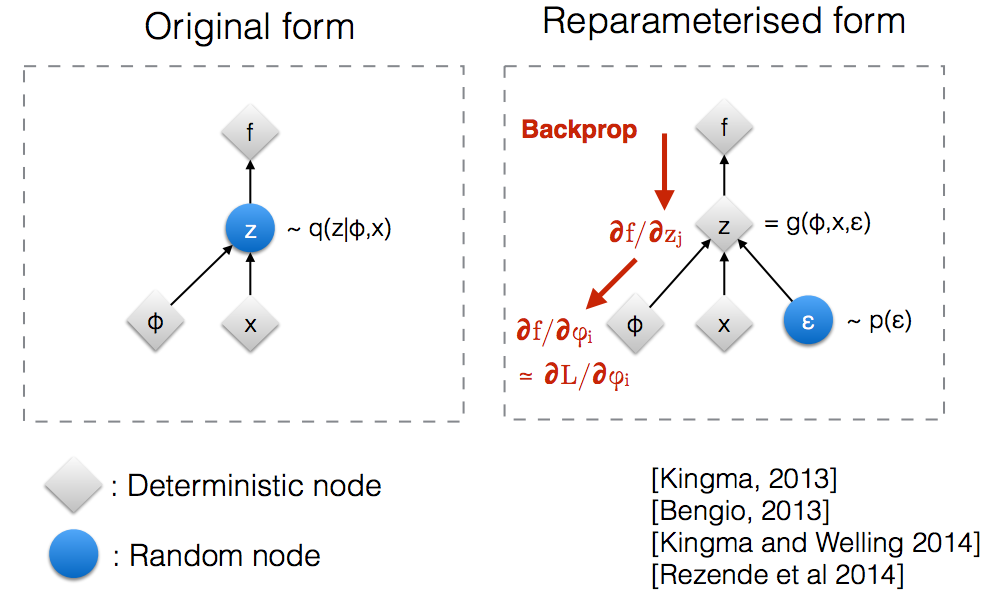 Original form
f
z ~ q(z|ϕ,x)
ϕ x
Reparameterised form
Backprop
f
∂f/∂zj
z = g(ϕ,x,ε)
∂f/∂φi
≃ ∂L/∂φi
ϕ x ε ~ p(ε)
: Deterministic node
: Random node
[Kingma, 2013]
[Bengio, 2013]
[Kingma and Welling 2014]
[Rezende et al 2014]